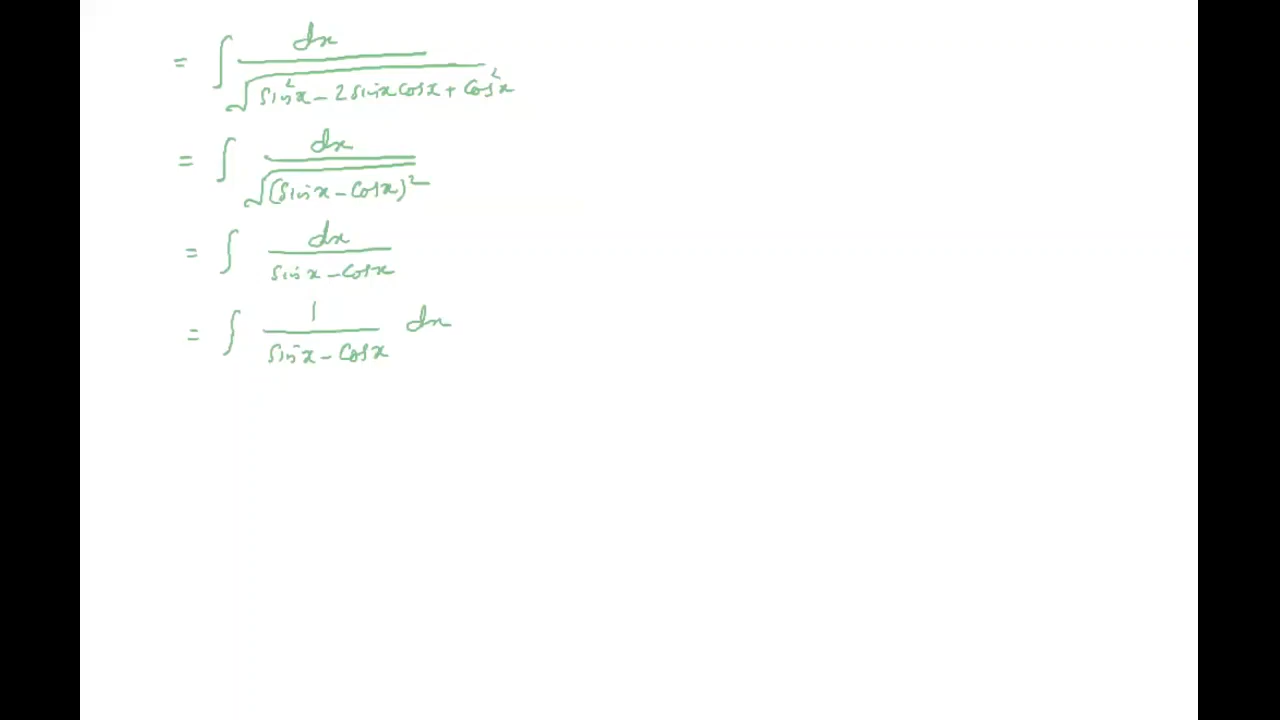 = ∫ dx / √(sin²x − 2 sinx cosx + cos²x)
= ∫ dx / √((sinx − cosx)²)
= ∫ dx / (sinx − cosx)
= ∫ 1 / (sinx − cosx) dx